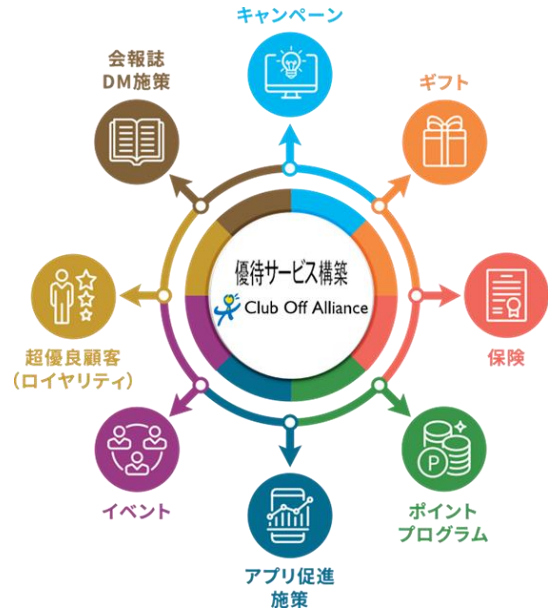 キャンペーン
会報誌
DM施策
ギフト
優待サービス構築
Club Off Alliance
超優良顧客
(ロイヤリティ)
保険
P
イベント
ポイント
プログラム
アプリ促進
施策